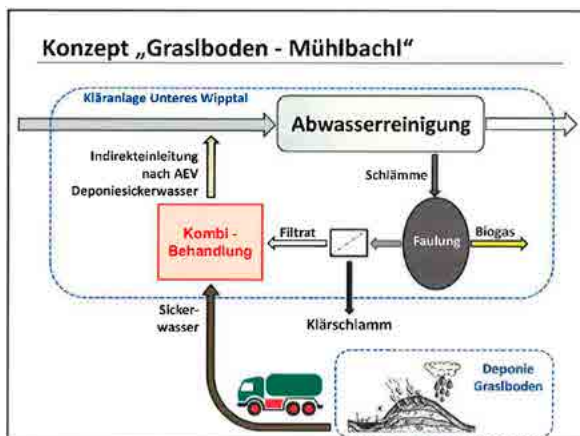 Konzept „Graslboden - Mühlbachl“
Kläranlage Unteres Wipptal
Abwasserreinigung
Indirekteinleitung
nach AEV
Deponiesickerwasser
Schlämme
Kombi -
Behandlung
Filtrat
Faulung
Biogas
Sicker-
wasser
Klärschlamm
Deponie
Graslboden